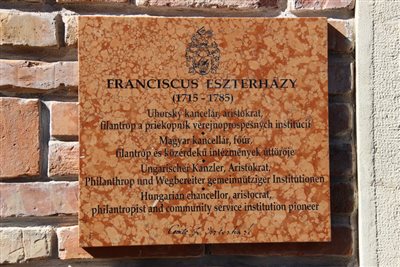 FRANCISCUS ESZTERHÁZY
(1715 - 1785)
Uhorský kancelár, aristokrat,
filantrop a priekopník verejnoprospešných inštitúcií
Magyar kancellár, főúr,
filantróp és közérdekű intézmények úttörője
Ungarischer Kanzler, Aristokrat,
Philanthrop und Wegbereiter gemeinnütziger Institutionen
Hungarian chancellor, aristocrat,
philantropist and community service institution pioneer